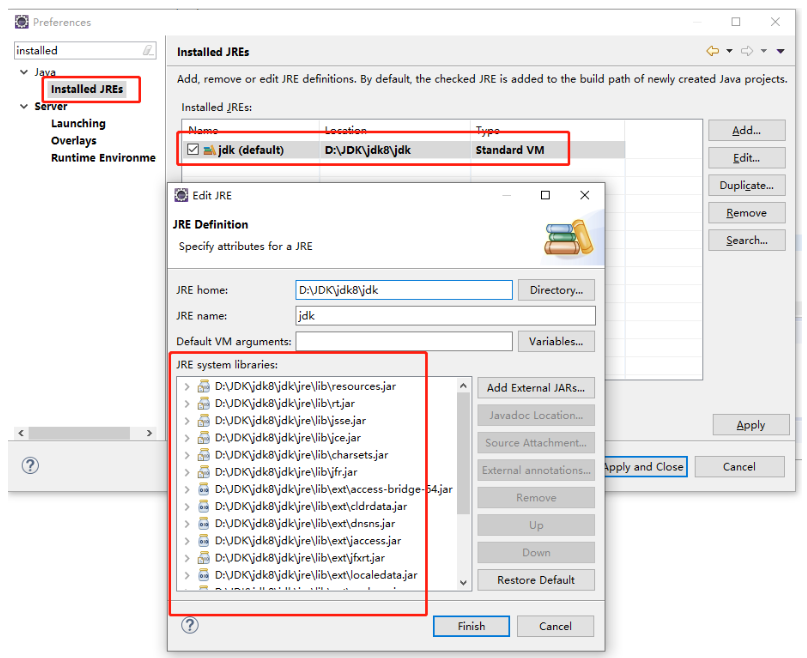 Preferences
installed
Java
Installed JREs
Server
Launching
Overlays
Runtime Environme
Installed JREs
Add, remove or edit JRE definitions. By default, the checked JRE is added to the build path of newly created Java projects.
Installed JREs:
Name Location Type
jdk (default) D:\JDK\jdk8\jdk Standard VM
Add...
Edit...
Duplicate...
Remove
Search...
Edit JRE
JRE Definition
Specify attributes for a JRE
JRE home: D:\JDK\jdk8\jdk Directory...
JRE name: jdk
Default VM arguments: Variables...
JRE system libraries:
D:\JDK\jdk8\jdk\jre\lib\resources.jar
D:\JDK\jdk8\jdk\jre\lib\rt.jar
D:\JDK\jdk8\jdk\jre\lib\jsse.jar
D:\JDK\jdk8\jdk\jre\lib\jce.jar
D:\JDK\jdk8\jdk\jre\lib\charsets.jar
D:\JDK\jdk8\jdk\jre\lib\jfr.jar
D:\JDK\jdk8\jdk\jre\lib\ext\access-bridge-64.jar
D:\JDK\jdk8\jdk\jre\lib\ext\cldrdata.jar
D:\JDK\jdk8\jdk\jre\lib\ext\dnsns.jar
D:\JDK\jdk8\jdk\jre\lib\ext\jaccess.jar
D:\JDK\jdk8\jdk\jre\lib\ext\jfxrt.jar
D:\JDK\jdk8\jdk\jre\lib\ext\localedata.jar
Add External JARs...
Javadoc Location...
Source Attachment...
External annotations...
Remove
Up
Down
Restore Default
Finish
Cancel
Apply
Apply and Close
Cancel